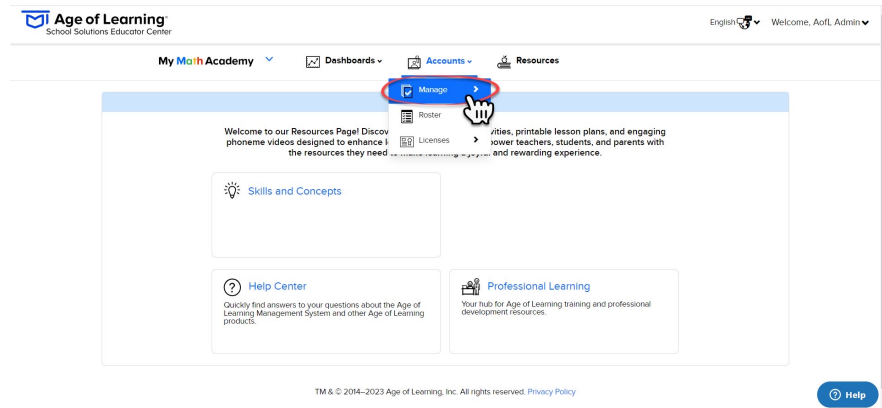 Age of Learning
School Solutions Educator Center
English
Welcome, AofL Admin
My Math Academy
Dashboards
Accounts
Resources
Manage
Roster
Licenses
Welcome to our Resources Page! Discov vities, printable lesson plans, and engaging
phoneme videos designed to enhance l power teachers, students, and parents with
the resources they need to make learning a joyful and rewarding experience.
Skills and Concepts
Help Center
Quickly find answers to your questions about the Age of
Learning Management System and other Age of Learning
products.
Professional Learning
Your hub for Age of Learning training and professional
development resources.
TM & © 2014–2023 Age of Learning, Inc. All rights reserved. Privacy Policy
Help